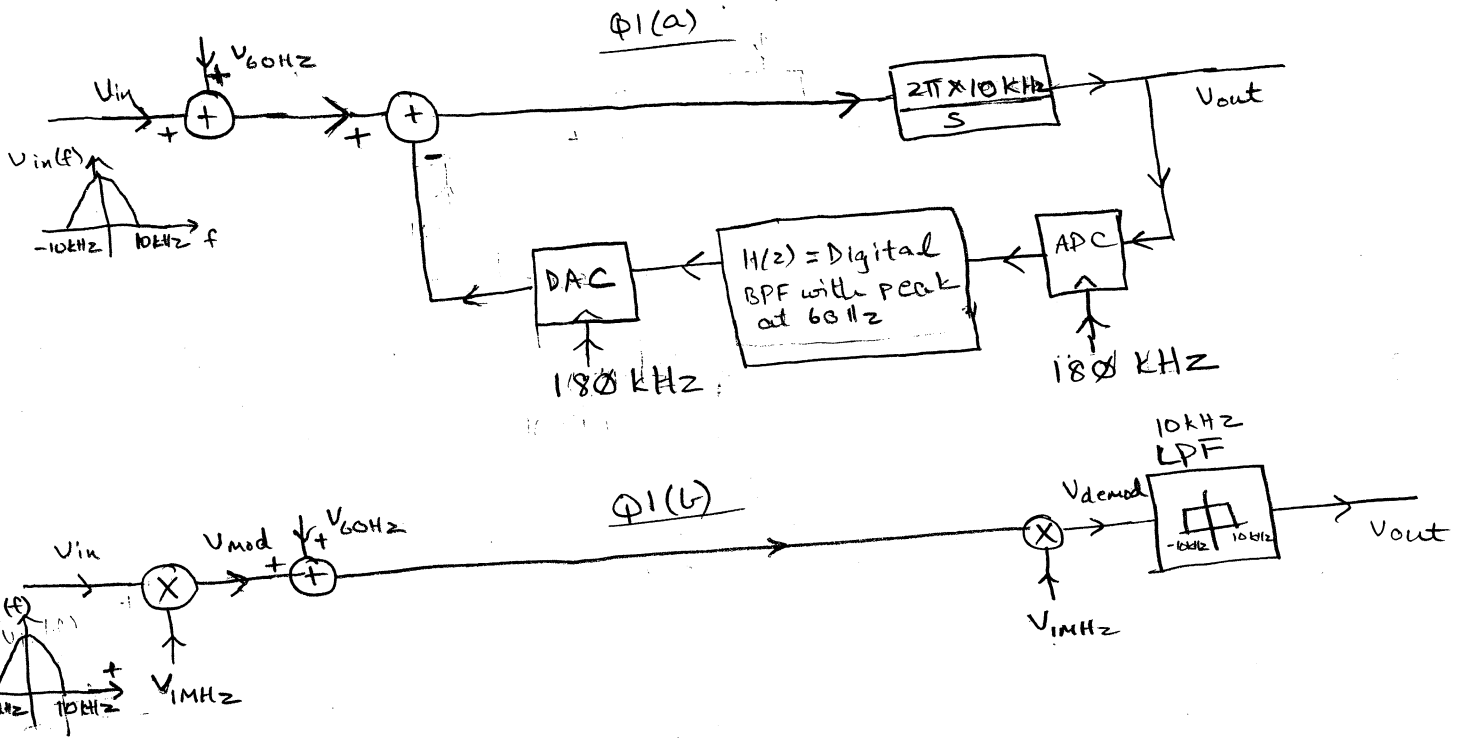 Q1(a)
V60HZ
+
Vin
+
+
+
+
-
2π×10kHz
S
Vout
Vin(f)
-10kHz 10kHz f
DAC
180 kHz
H(z) = Digital
BPF with peak
at 60Hz
ADC
180 kHz
10kHz
LPF
Q1(b)
Vin
Vmod
V60Hz
+
+
+
X
V1MHz
X
V1MHz
Vdemod
-10kHz 10kHz
Vout
(f)
Hz 10kHz